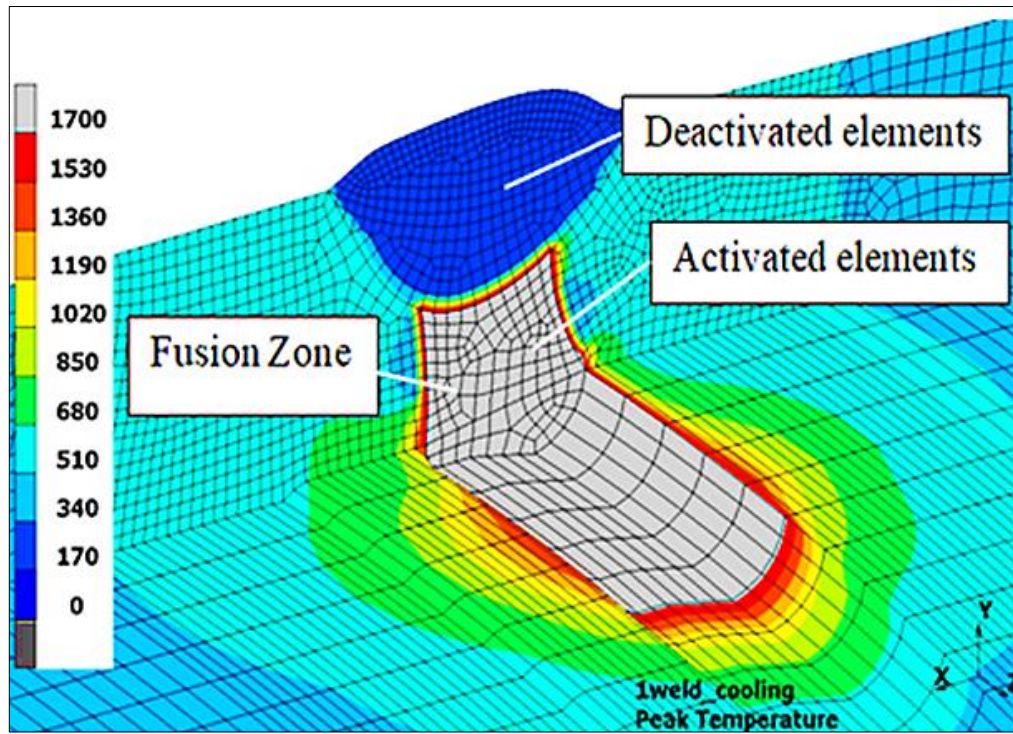 1700
1530
1360
1190
1020
850
680
510
340
170
0
Deactivated elements
Activated elements
Fusion Zone
1weld_cooling
Peak Temperature
Y
X
Z